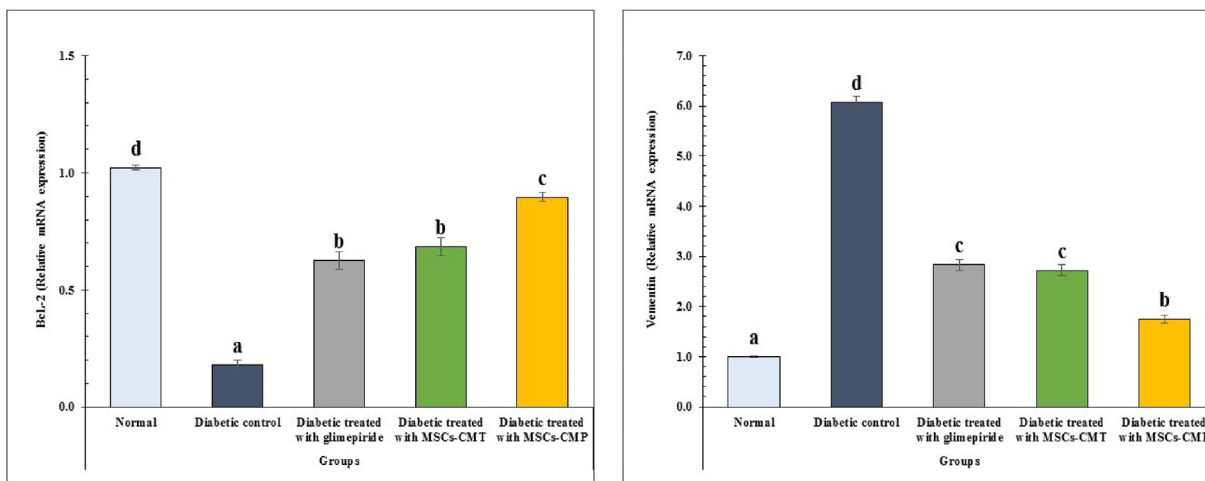 BcL-2 (Relative mRNA expression)
1.5
1.0
0.5
0.0
d
a
b
b
c
Normal
Diabetic control
Diabetic treated
with glimepiride
Diabetic treated
with MSCs-CMT
Diabetic treated
with MSCs-CMP
Groups
Vementin (Relative mRNA expression)
7.0
6.0
5.0
4.0
3.0
2.0
1.0
0.0
a
d
c
c
b
Normal
Diabetic control
Diabetic treated
with glimepiride
Diabetic treated
with MSCs-CMT
Diabetic treated
with
Groups